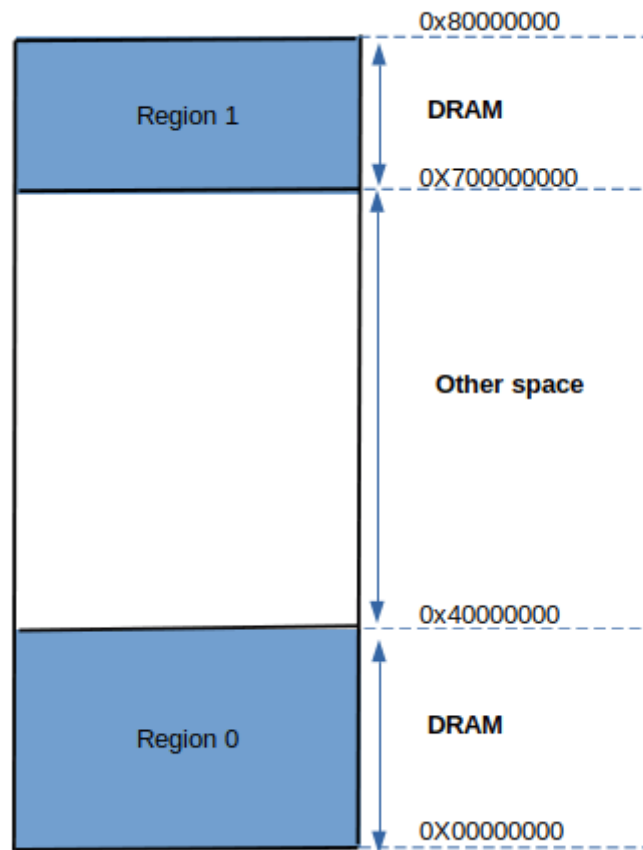 0x80000000
Region 1
DRAM
0X700000000
Other space
0x40000000
Region 0
DRAM
0X00000000